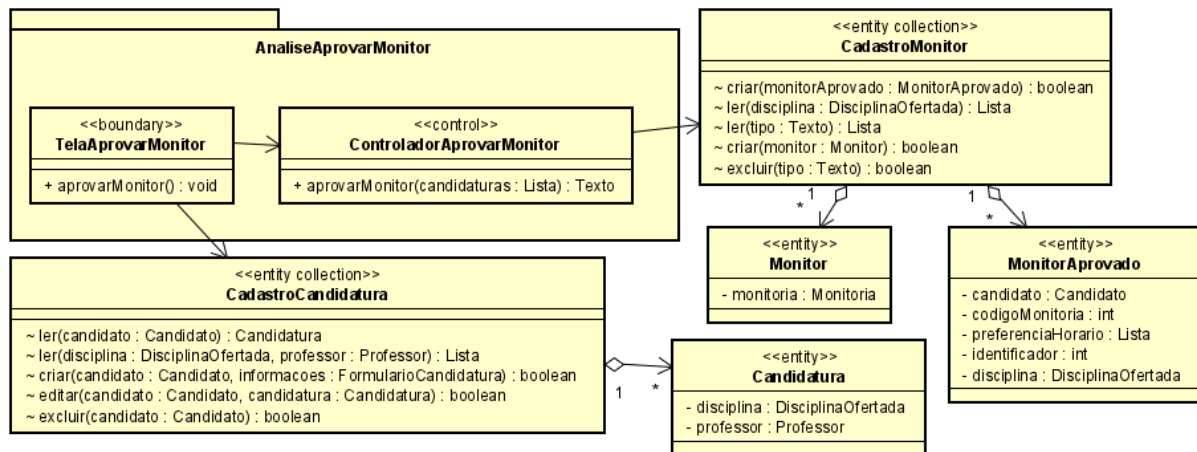 AnaliseAprovarMonitor
<<boundary>>
TelaAprovarMonitor
+ aprovarMonitor() : void
<<control>>
ControladorAprovarMonitor
+ aprovarMonitor(candidaturas : Lista) : Texto
<<entity collection>>
CadastroMonitor
~ criar(monitorAprovado : MonitorAprovado) : boolean
~ ler(disciplina : DisciplinaOfertada) : Lista
~ ler(tipo : Texto) : Lista
~ criar(monitor : Monitor) : boolean
~ excluir(tipo : Texto) : boolean
1
*
1
*
<<entity>>
Monitor
- monitoria : Monitoria
<<entity>>
MonitorAprovado
- candidato : Candidato
- codigoMonitoria : int
- preferenciaHorario : Lista
- identificador : int
- disciplina : DisciplinaOfertada
<<entity collection>>
CadastroCandidatura
~ ler(candidato : Candidato) : Candidatura
~ ler(disciplina : DisciplinaOfertada, professor : Professor) : Lista
~ criar(candidato : Candidato, informacoes : FormularioCandidatura) : boolean
~ editar(candidato : Candidato, candidatura : Candidatura) : boolean
~ excluir(candidato : Candidato) : boolean
1
*
<<entity>>
Candidatura
- disciplina : DisciplinaOfertada
- professor : Professor